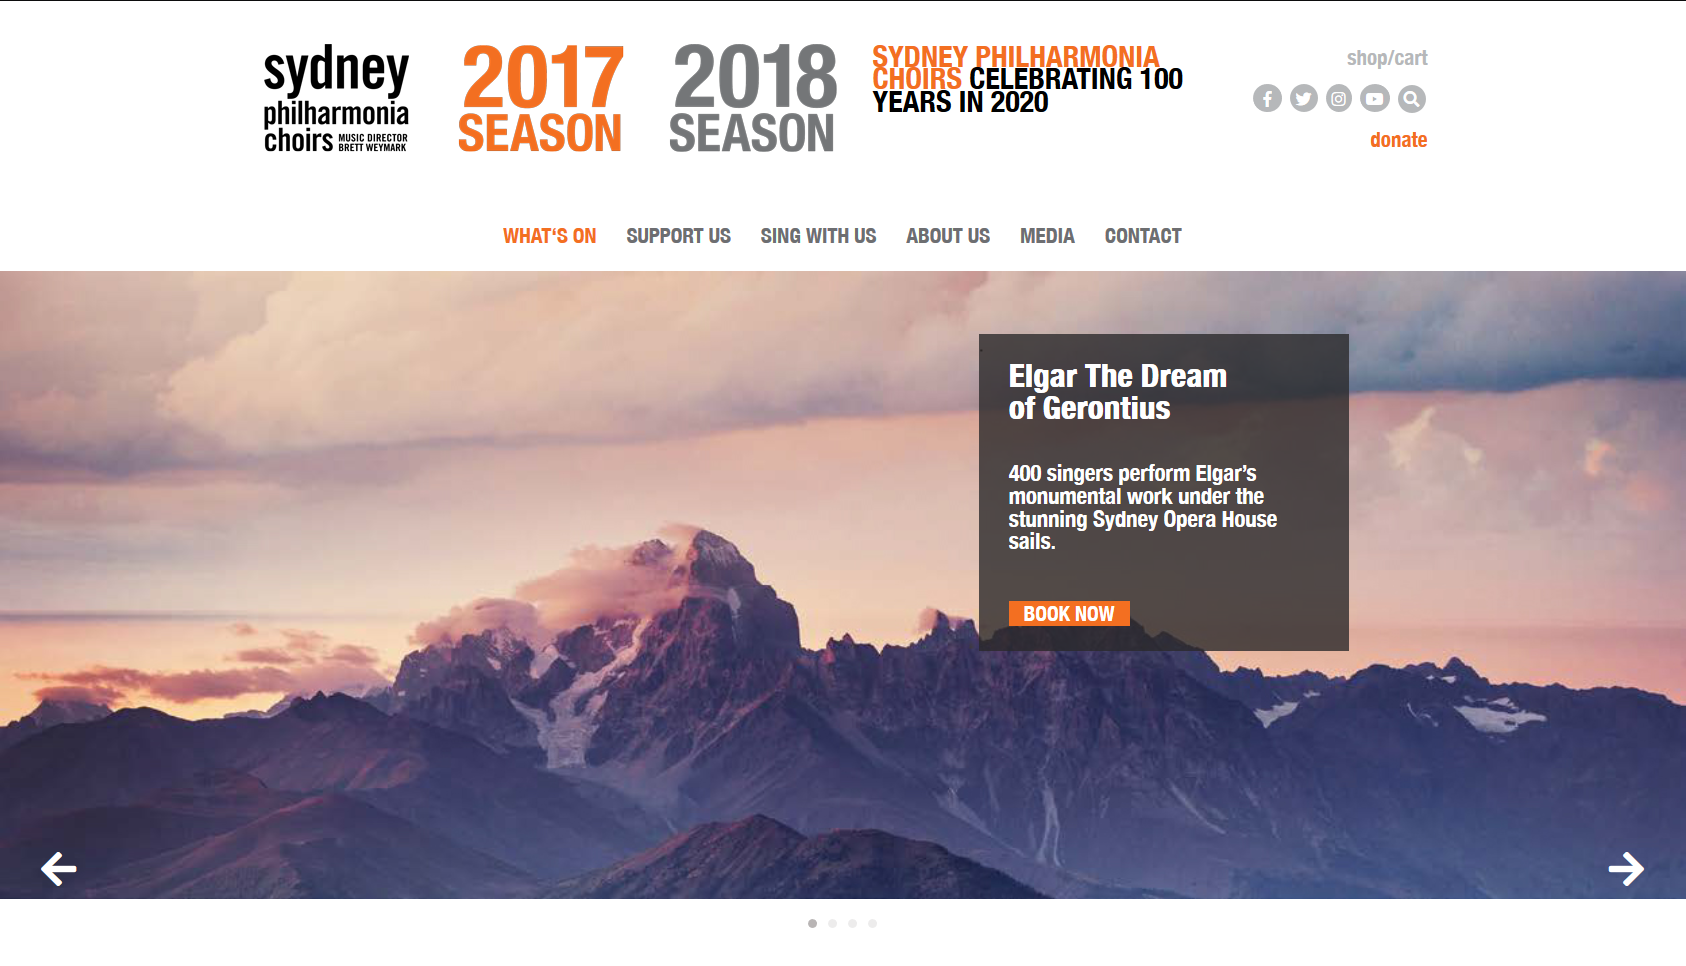 sydney
philharmonia
choirs MUSIC DIRECTOR
BRETT WEYMARK
2017
SEASON
2018
SEASON
SYDNEY PHILHARMONIA
CHOIRS CELEBRATING 100
YEARS IN 2020
shop/cart
donate
WHAT‘S ON SUPPORT US SING WITH US ABOUT US MEDIA CONTACT
Elgar The Dream
of Gerontius
400 singers perform Elgar’s
monumental work under the
stunning Sydney Opera House
sails.
BOOK NOW